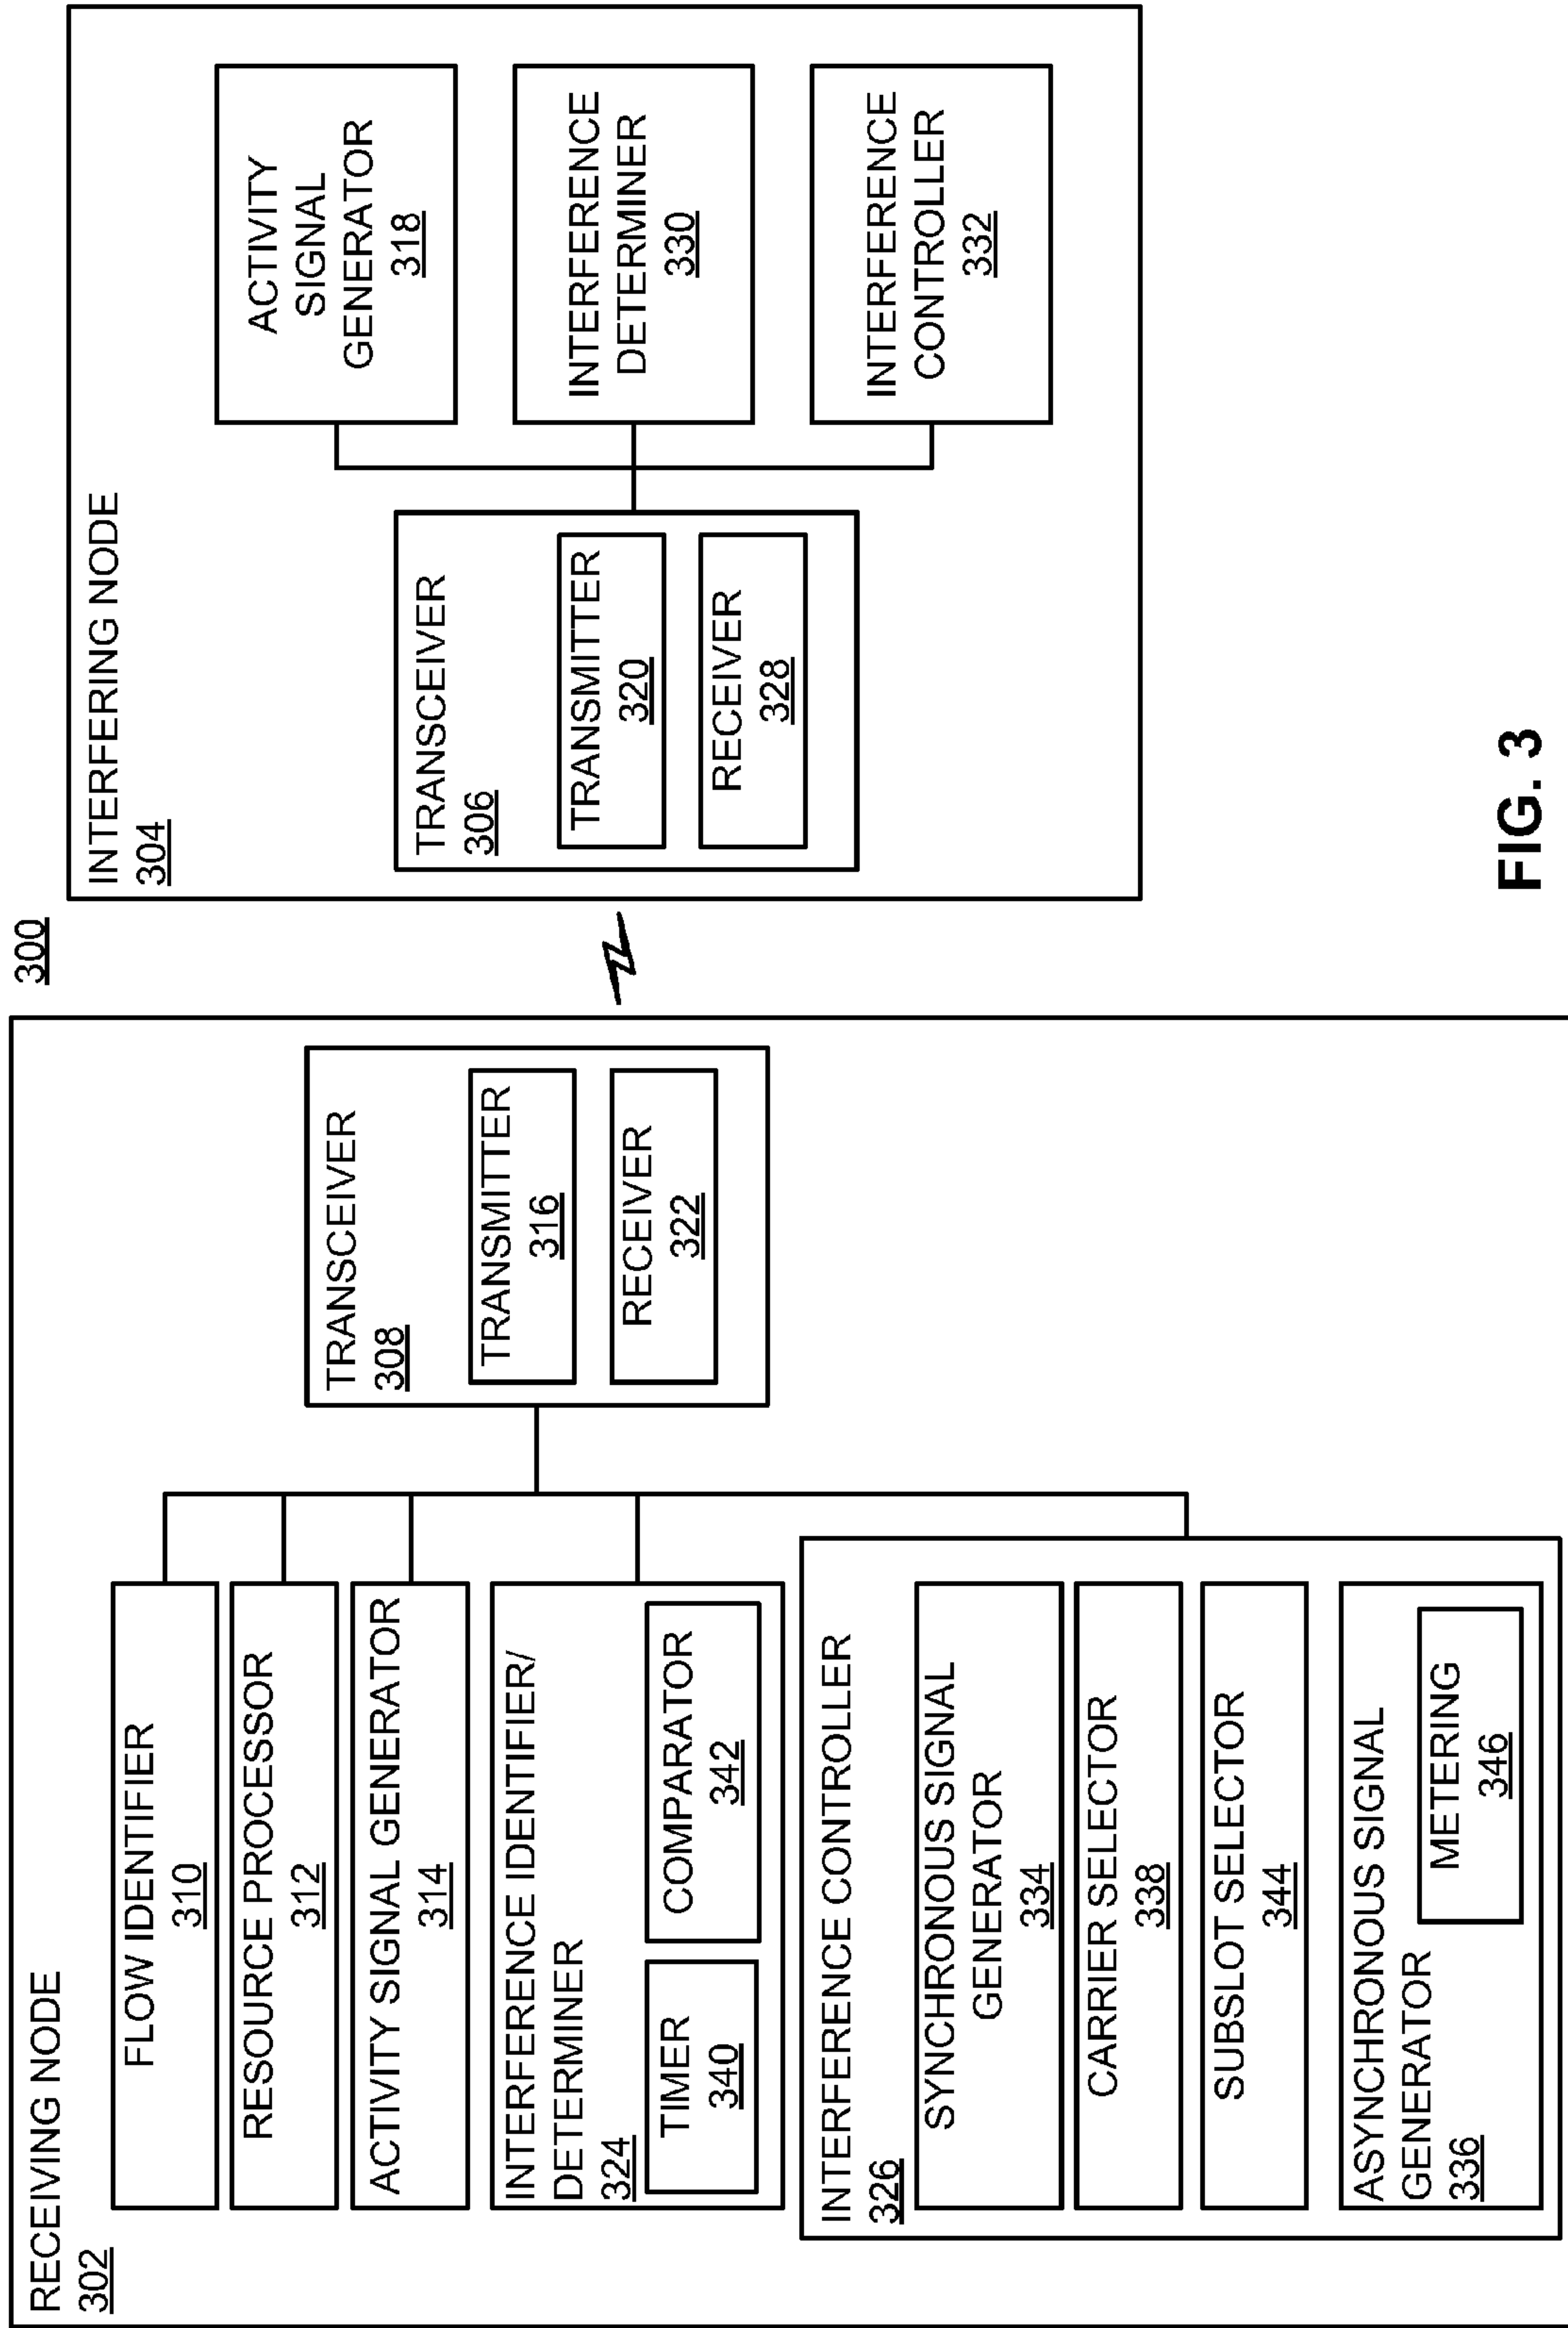 300
RECEIVING NODE
302
FLOW IDENTIFIER
310
RESOURCE PROCESSOR
312
ACTIVITY SIGNAL GENERATOR
314
INTERFERENCE IDENTIFIER/
DETERMINER
324
TIMER
340
COMPARATOR
342
INTERFERENCE CONTROLLER
326
SYNCHRONOUS SIGNAL
GENERATOR
334
CARRIER SELECTOR
338
SUBSLOT SELECTOR
344
ASYNCHRONOUS SIGNAL
GENERATOR
336
METERING
346
TRANSCEIVER
308
TRANSMITTER
316
RECEIVER
322
INTERFERING NODE
304
TRANSCEIVER
306
TRANSMITTER
320
RECEIVER
328
ACTIVITY
SIGNAL
GENERATOR
318
INTERFERENCE
DETERMINER
330
INTERFERENCE
CONTROLLER
332
FIG. 3